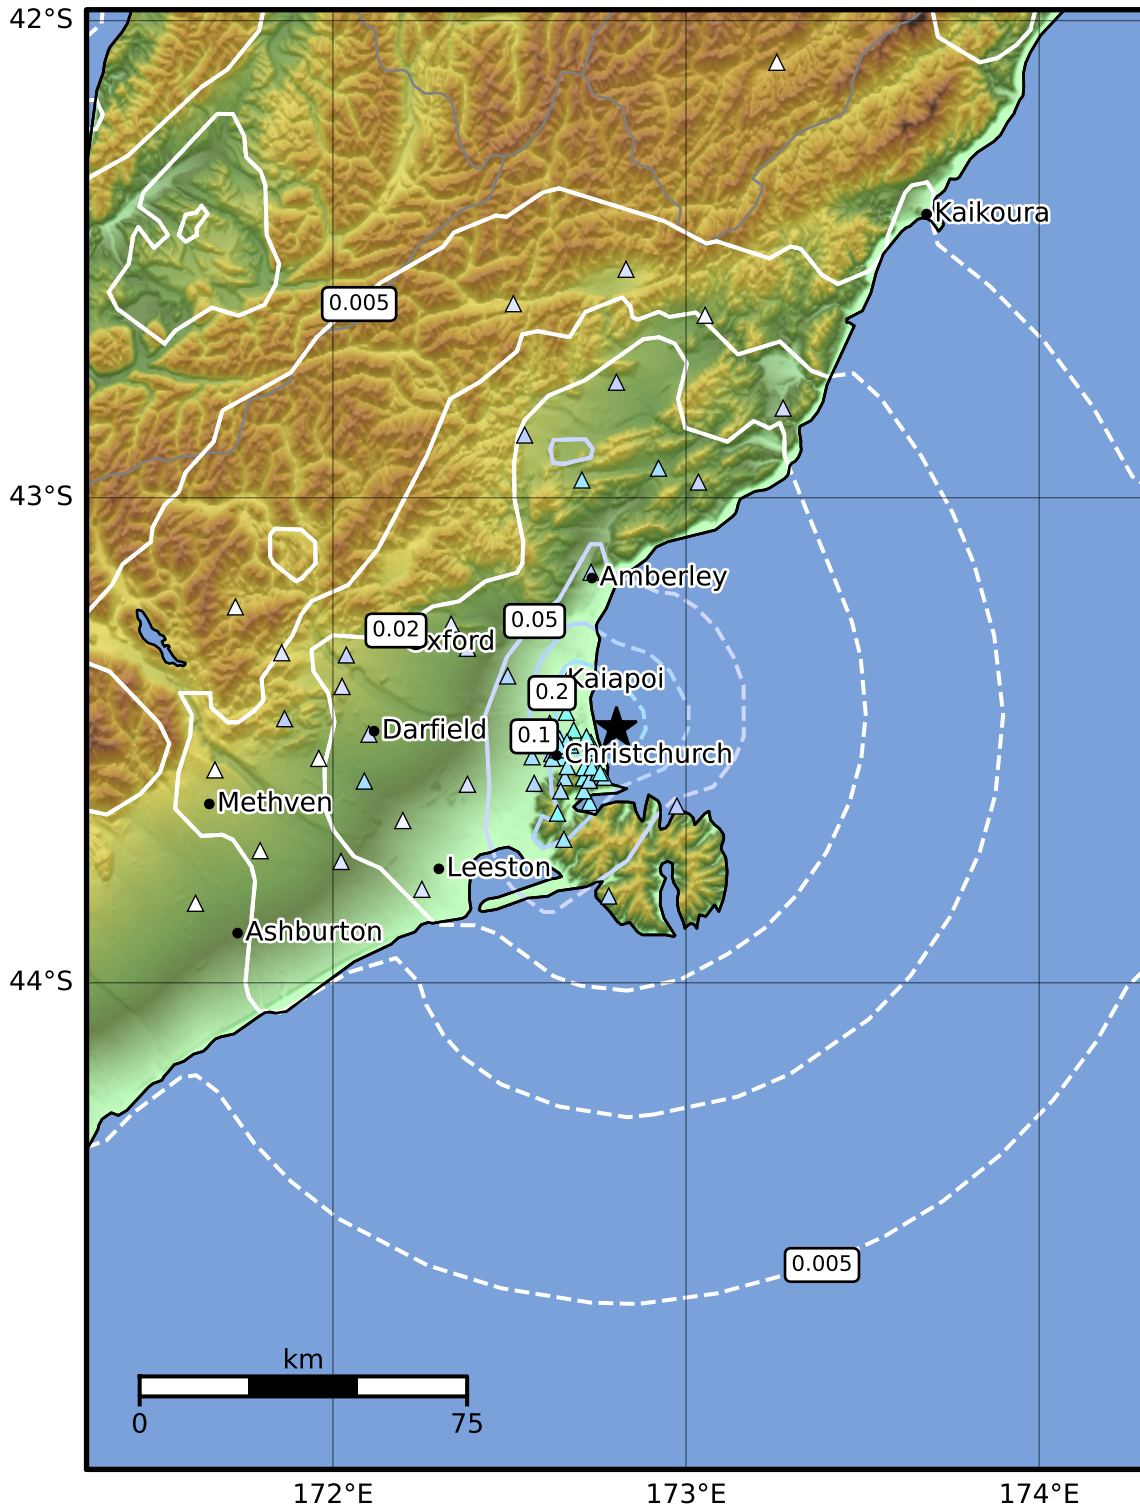 42°S
Kaikoura
0.005
43°S
Amberley
0.05
0.02
xford
Kaiapoi
0.2
Darfield
0.1
Christchurch
Methven
Leeston
Ashburton
44°S
0.005
km
0
75
172°E
173°E
174°E